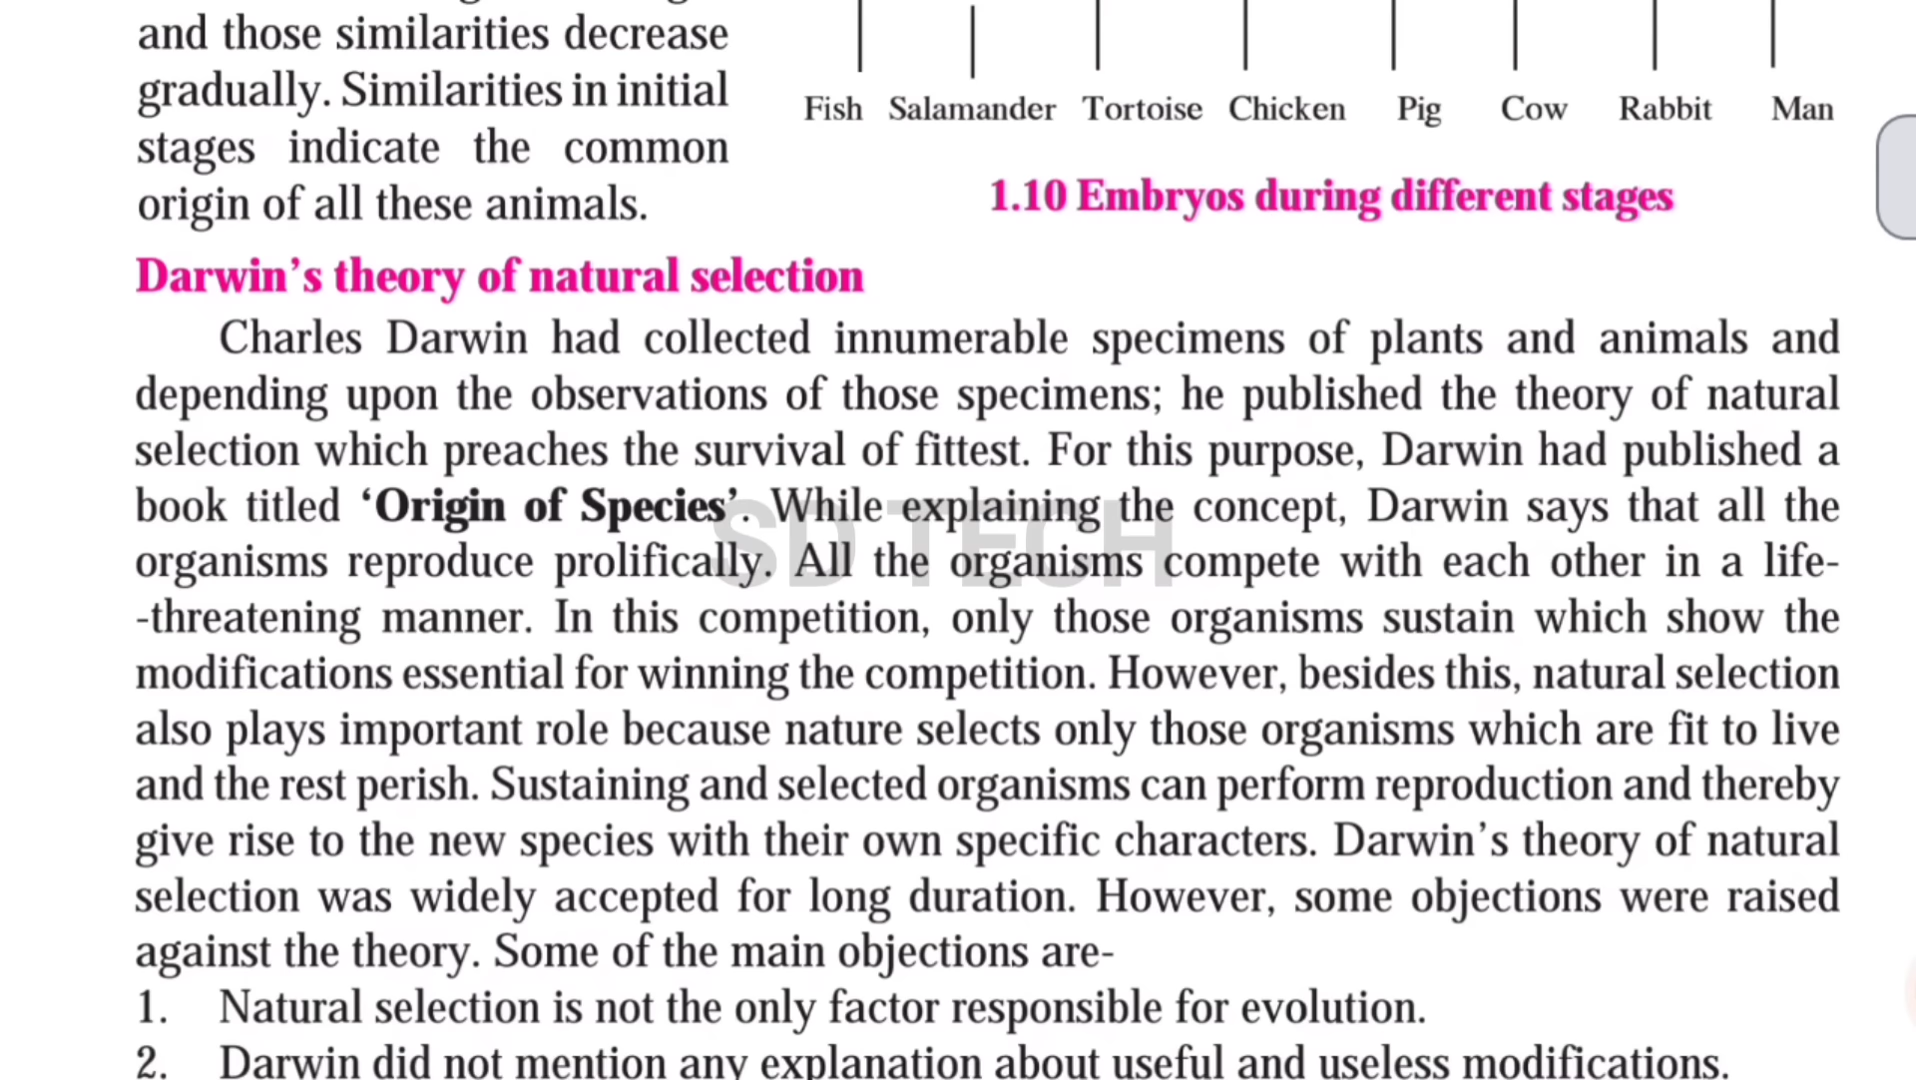 and those similarities decrease
gradually. Similarities in initial
stages indicate the common
origin of all these animals.
Fish Salamander Tortoise Chicken Pig Cow Rabbit Man
1.10 Embryos during different stages
Darwin’s theory of natural selection
Charles Darwin had collected innumerable specimens of plants and animals and
depending upon the observations of those specimens; he published the theory of natural
selection which preaches the survival of fittest. For this purpose, Darwin had published a
book titled ‘Origin of Species’. While explaining the concept, Darwin says that all the
organisms reproduce prolifically. All the organisms compete with each other in a life-
-threatening manner. In this competition, only those organisms sustain which show the
modifications essential for winning the competition. However, besides this, natural selection
also plays important role because nature selects only those organisms which are fit to live
and the rest perish. Sustaining and selected organisms can perform reproduction and thereby
give rise to the new species with their own specific characters. Darwin’s theory of natural
selection was widely accepted for long duration. However, some objections were raised
against the theory. Some of the main objections are-
1. Natural selection is not the only factor responsible for evolution.
2. Darwin did not mention any explanation about useful and useless modifications.
SD TECH